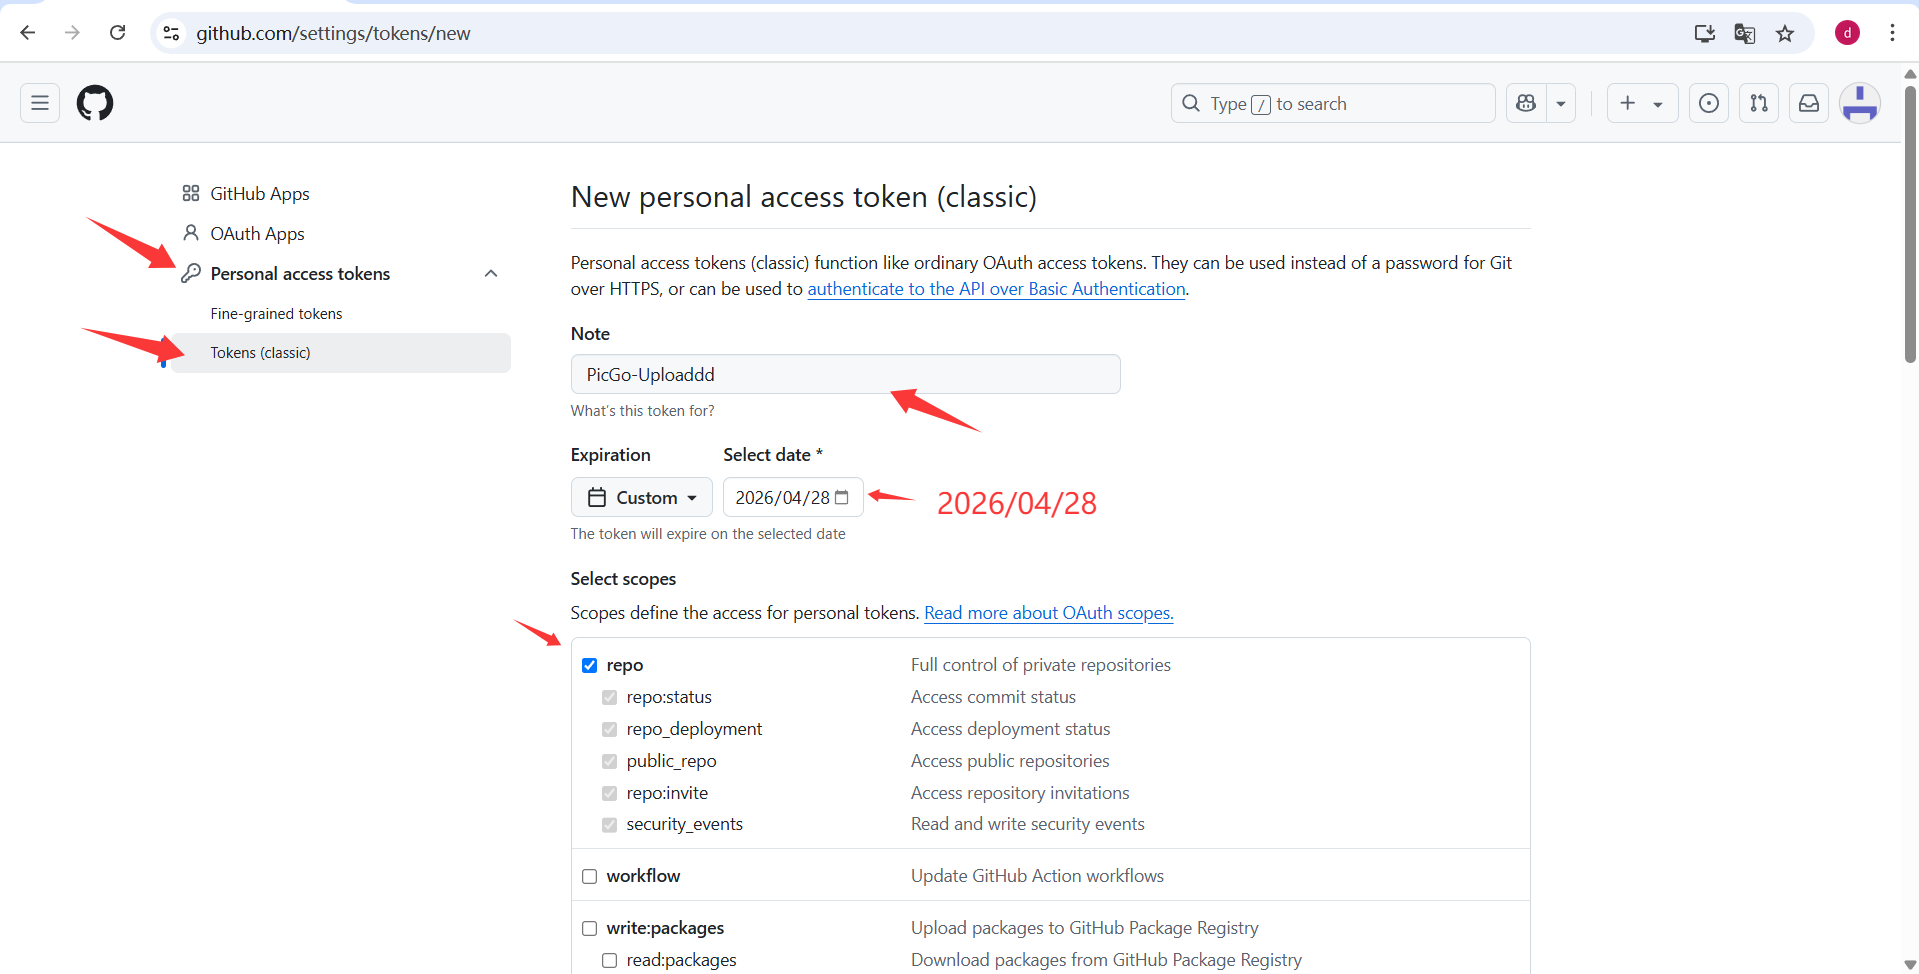 github.com/settings/tokens/new
d
Type / to search
GitHub Apps
OAuth Apps
Personal access tokens
Fine-grained tokens
Tokens (classic)
New personal access token (classic)
Personal access tokens (classic) function like ordinary OAuth access tokens. They can be used instead of a password for Git
over HTTPS, or can be used to authenticate to the API over Basic Authentication.
Note
PicGo-Uploaddd
What's this token for?
Expiration Select date *
Custom 2026/04/28 2026/04/28
The token will expire on the selected date
Select scopes
Scopes define the access for personal tokens. Read more about OAuth scopes.
repo Full control of private repositories
repo:status Access commit status
repo_deployment Access deployment status
public_repo Access public repositories
repo:invite Access repository invitations
security_events Read and write security events
workflow Update GitHub Action workflows
write:packages Upload packages to GitHub Package Registry
read:packages Download packages from GitHub Package Registry